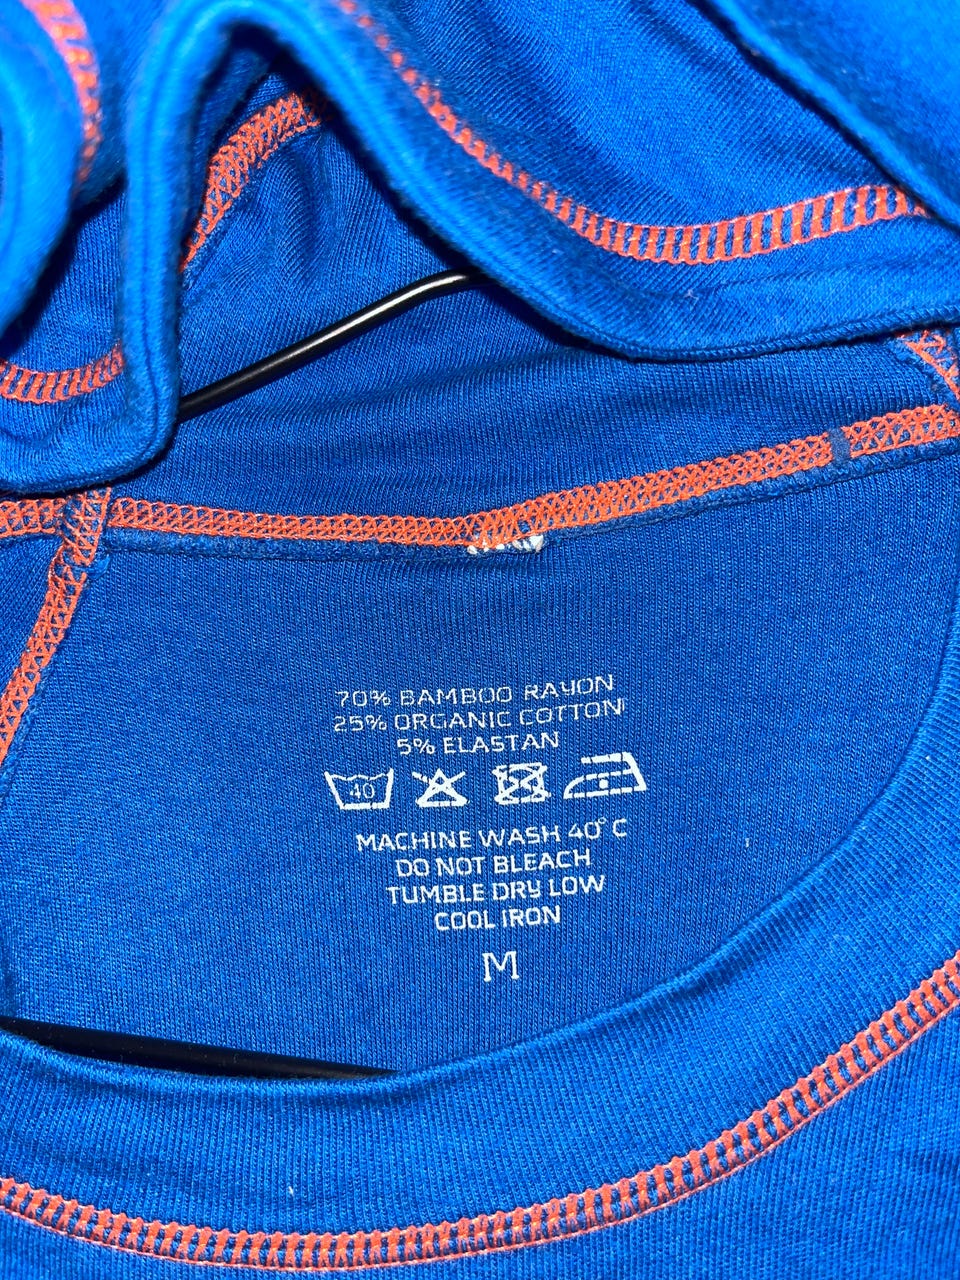 70% BAMBOO RAYON
25% ORGANIC COTTON
5% ELASTAN
40
MACHINE WASH 40°C
DO NOT BLEACH
TUMBLE DRY LOW
COOL IRON
M